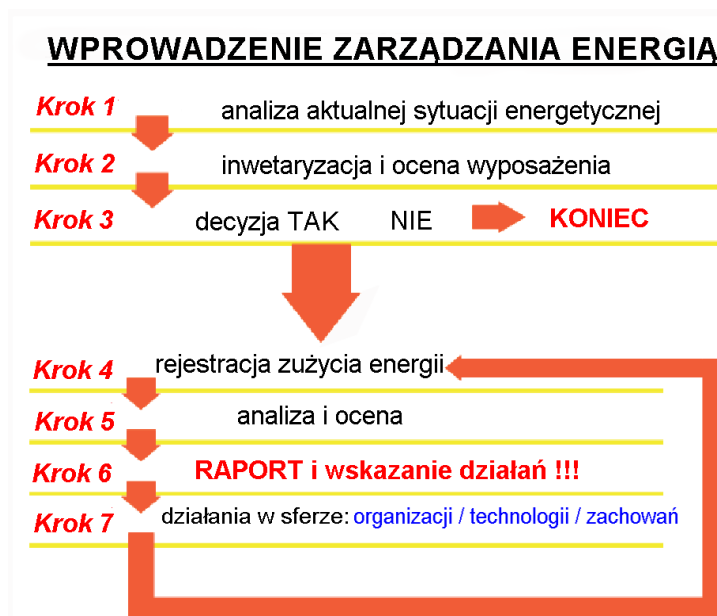 WPROWADZENIE ZARZĄDZANIA ENERGIĄ
Krok 1 analiza aktualnej sytuacji energetycznej
Krok 2 inwetaryzacja i ocena wyposażenia
Krok 3 decyzja TAK NIE KONIEC
Krok 4 rejestracja zużycia energii
Krok 5 analiza i ocena
Krok 6 RAPORT i wskazanie działań !!!
Krok 7 działania w sferze: organizacji / technologii / zachowań